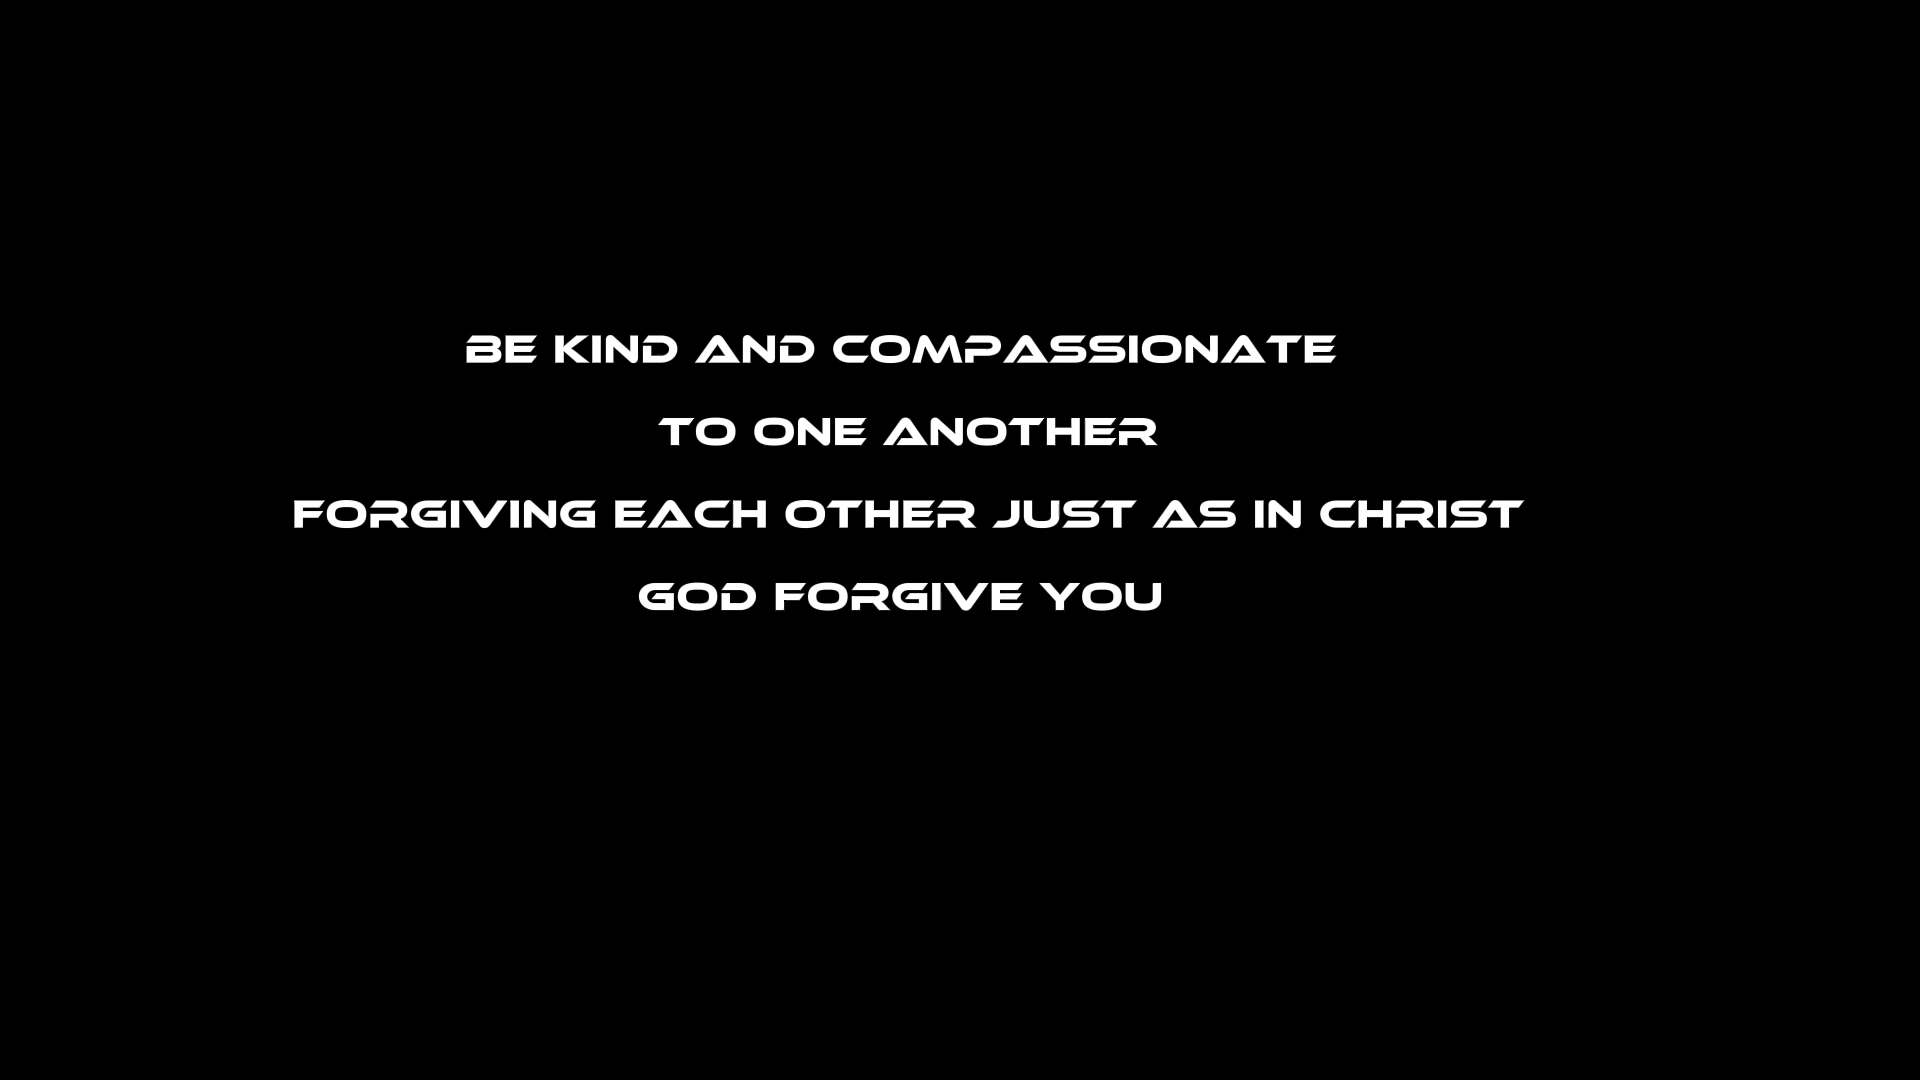 BE KIND AND COMPASSIONATE
TO ONE ANOTHER
FORGIVING EACH OTHER JUST AS IN CHRIST
GOD FORGIVE YOU